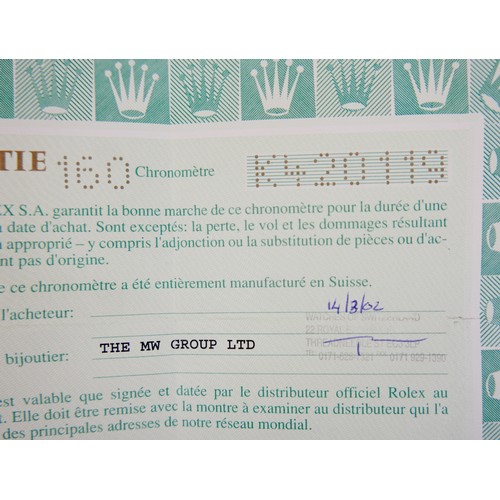 TIE 160 Chronomètre K420119
EX S.A. garantit la bonne marche de ce chronomètre pour la durée d'une
date d'achat. Sont exceptés: la perte, le vol et les dommages résultant
approprié – y compris l'adjonction ou la substitution de pièces ou d'ac-
nt pas d'origine.
e ce chronomètre a été entièrement manufacturé en Suisse.
l'acheteur: 14/3/02
bijoutier: THE MW GROUP LTD
est valable que signée et datée par le distributeur officiel Rolex au
t. Elle doit être remise avec la montre à examiner au distributeur qui l'a
des principales adresses de notre réseau mondial.